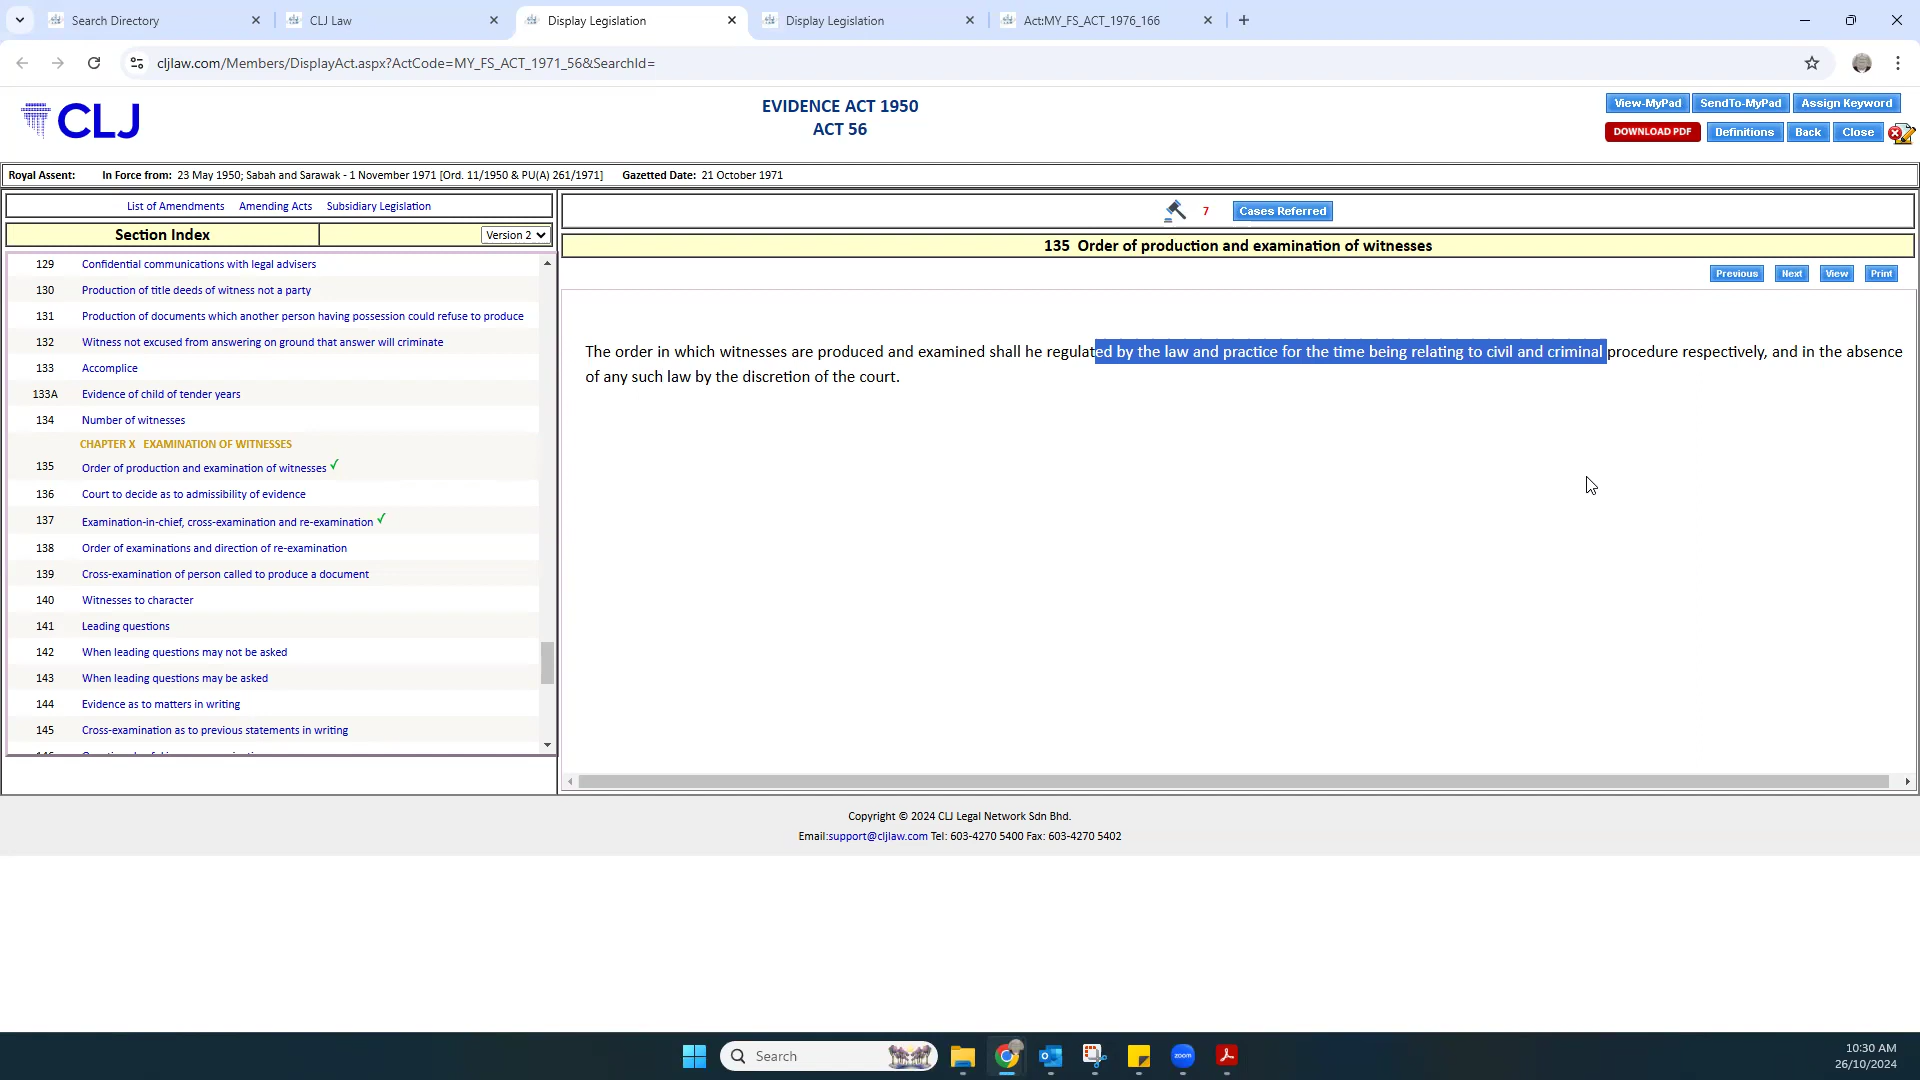 Search Directory
CLJ Law
Display Legislation
Display Legislation
Act:MY_FS_ACT_1976_166
cljlaw.com/Members/DisplayAct.aspx?ActCode=MY_FS_ACT_1971_56&SearchId=
CLJ
EVIDENCE ACT 1950
ACT 56
View-MyPad SendTo-MyPad Assign Keyword
DOWNLOAD PDF Definitions Back Close
Royal Assent: In Force from: 23 May 1950; Sabah and Sarawak - 1 November 1971 [Ord. 11/1950 & PU(A) 261/1971] Gazetted Date: 21 October 1971
List of Amendments Amending Acts Subsidiary Legislation
Section Index Version 2
129 Confidential communications with legal advisers
130 Production of title deeds of witness not a party
131 Production of documents which another person having possession could refuse to produce
132 Witness not excused from answering on ground that answer will criminate
133 Accomplice
133A Evidence of child of tender years
134 Number of witnesses
CHAPTER X EXAMINATION OF WITNESSES
135 Order of production and examination of witnesses ✓
136 Court to decide as to admissibility of evidence
137 Examination-in-chief, cross-examination and re-examination ✓
138 Order of examinations and direction of re-examination
139 Cross-examination of person called to produce a document
140 Witnesses to character
141 Leading questions
142 When leading questions may not be asked
143 When leading questions may be asked
144 Evidence as to matters in writing
145 Cross-examination as to previous statements in writing
7 Cases Referred
135 Order of production and examination of witnesses
Previous Next View Print
The order in which witnesses are produced and examined shall he regulated by the law and practice for the time being relating to civil and criminal procedure respectively, and in the absence
of any such law by the discretion of the court.
Copyright © 2024 CLJ Legal Network Sdn Bhd.
Email:support@cljlaw.com Tel: 603-4270 5400 Fax: 603-4270 5402
Search
zoom
10:30 AM
26/10/2024